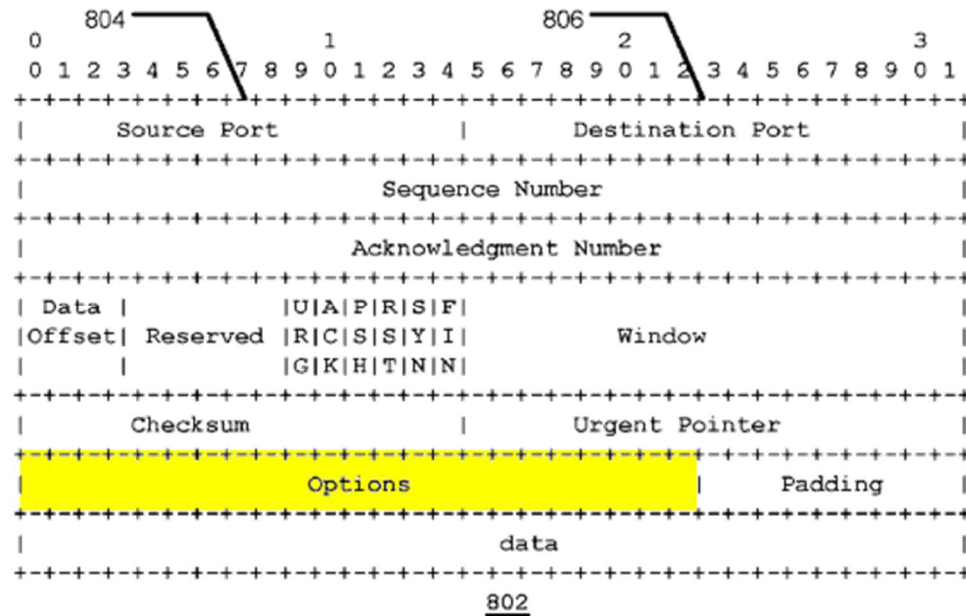 804 806
0 1 2 3
0 1 2 3 4 5 6 7 8 9 0 1 2 3 4 5 6 7 8 9 0 1 2 3 4 5 6 7 8 9 0 1
+-+-+-+-+-+-+-+-+-+-+-+-+-+-+-+-+-+-+-+-+-+-+-+-+-+-+-+-+-+-+-+-+
| Source Port | Destination Port |
+-+-+-+-+-+-+-+-+-+-+-+-+-+-+-+-+-+-+-+-+-+-+-+-+-+-+-+-+-+-+-+-+
| Sequence Number |
+-+-+-+-+-+-+-+-+-+-+-+-+-+-+-+-+-+-+-+-+-+-+-+-+-+-+-+-+-+-+-+-+
| Acknowledgment Number |
+-+-+-+-+-+-+-+-+-+-+-+-+-+-+-+-+-+-+-+-+-+-+-+-+-+-+-+-+-+-+-+-+
| Data | |U|A|P|R|S|F| |
|Offset| Reserved |R|C|S|S|Y|I| Window |
| | |G|K|H|T|N|N| |
+-+-+-+-+-+-+-+-+-+-+-+-+-+-+-+-+-+-+-+-+-+-+-+-+-+-+-+-+-+-+-+-+
| Checksum | Urgent Pointer |
+-+-+-+-+-+-+-+-+-+-+-+-+-+-+-+-+-+-+-+-+-+-+-+-+-+-+-+-+-+-+-+-+
| Options | Padding |
+-+-+-+-+-+-+-+-+-+-+-+-+-+-+-+-+-+-+-+-+-+-+-+-+-+-+-+-+-+-+-+-+
| data |
+-+-+-+-+-+-+-+-+-+-+-+-+-+-+-+-+-+-+-+-+-+-+-+-+-+-+-+-+-+-+-+-+
802